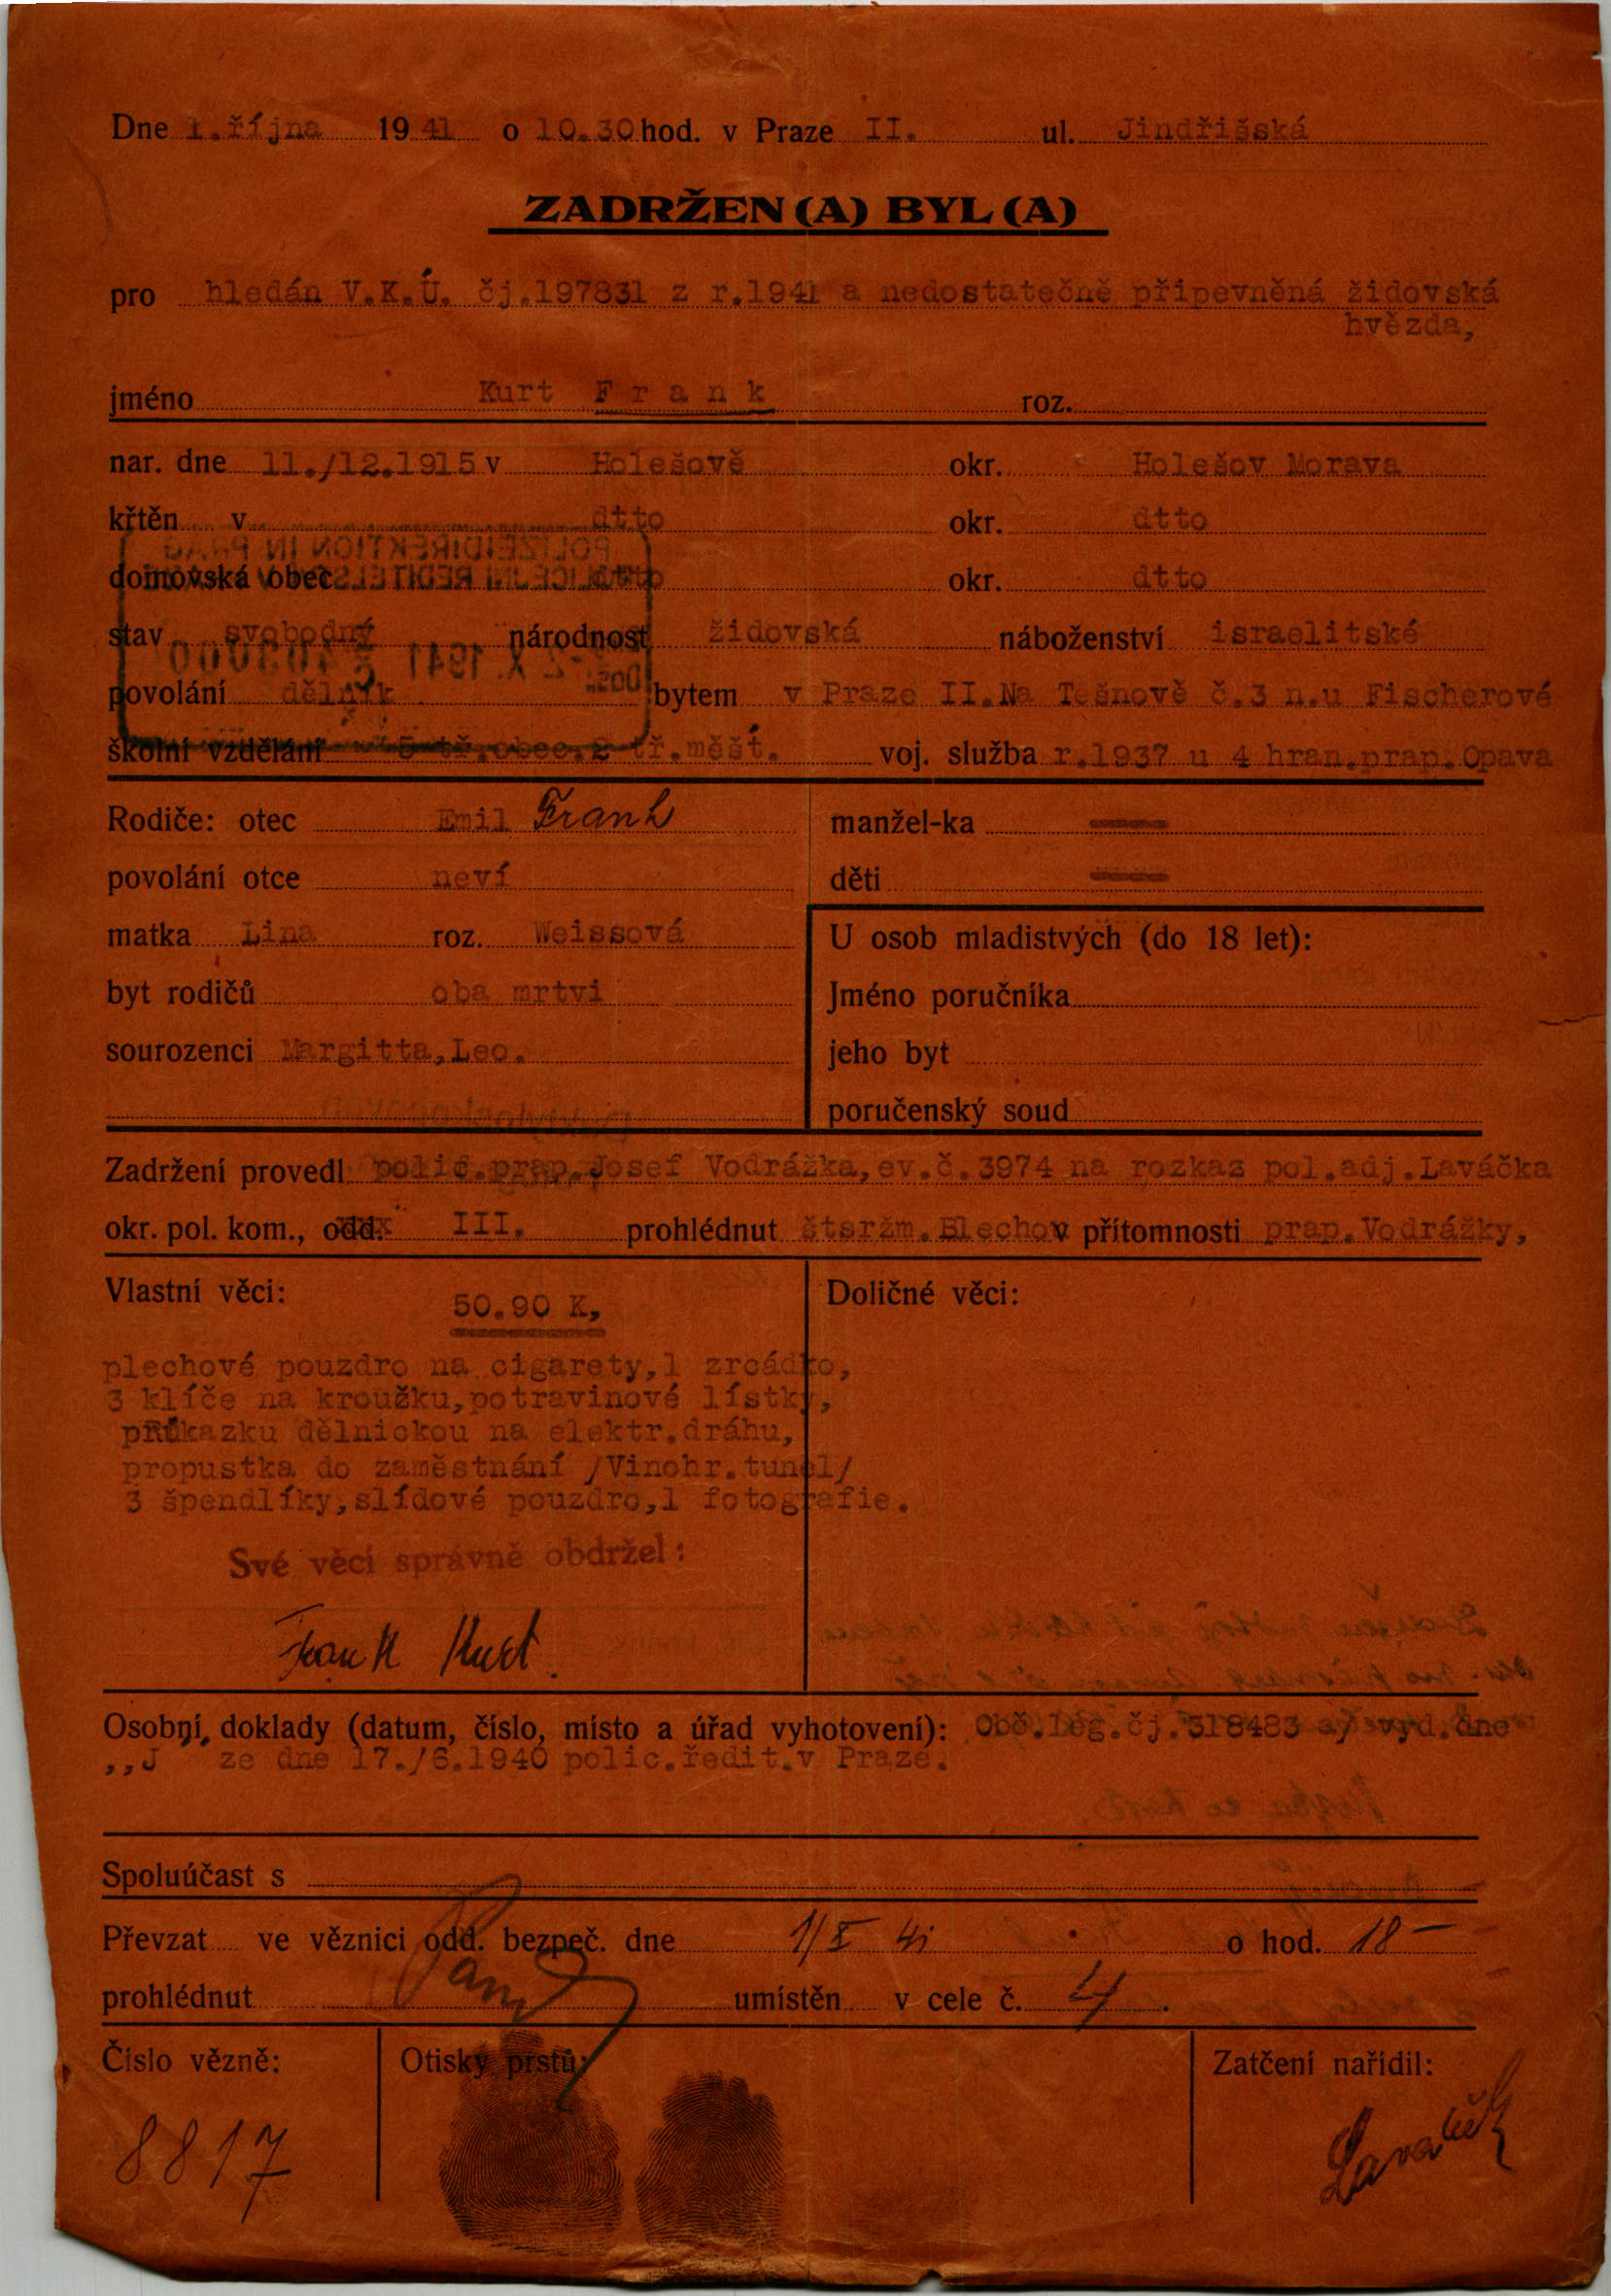 Dne 1.října 1941 o 10.30 hod. v Praze II. ul. Jindřišská
ZADRŽEN (A) BYL (A)
pro hledán V.K.Ú. čj.197831 z r.1941 a nedostatečně připevněná židovská
hvězda,
jméno Kurt Frank roz.
nar. dne 11./12.1915 v Holešově okr. Holešov Morava
křtěn v dtto okr. dtto
domovská obec dtto okr. dtto
stav svobodný národnost židovská náboženství israelitské
povolání dělník bytem v Praze II.Na Tešnově č.3 n.u Fischerové
školní vzdělání 5 tř.obec.2 tř.měšť. voj. služba r.1937 u 4 hran.prap.Opava
Rodiče: otec Emil Frank manžel-ka
povolání otce neví děti
matka Lina roz. Weissová U osob mladistvých (do 18 let):
byt rodičů oba mrtvi Jméno poručníka
sourozenci Margitta,Leo. jeho byt
poručenský soud
Zadržení provedl polic.prap.Josef Vodrážka,ev.č.3974 na rozkaz pol.adj.Laváčka
okr. pol. kom., odd. III. prohlédnut štsržm.Blechov přítomnosti prap.Vodrážky,
Vlastní věci: 50.90 K, Doličné věci:
plechové pouzdro na cigarety,1 zrcádko,
3 klíče na kroužku,potravinové lístky,
průkazku dělnickou na elektr.dráhu,
propustka do zaměstnání /Vinohr.tunel/
3 špendlíky,slídové pouzdro,1 fotografie.
Své věci správně obdržel:
Frank Kurt.
Osobní doklady (datum, číslo, místo a úřad vyhotovení): Obč.leg.čj.318483 a vyd.dne
,,J ze dne 17./6.1940 polic.ředit.v Praze.
Spoluúčast s
Převzat ve věznici odd. bezpeč. dne 1/X 41 o hod. 18 —
prohlédnut umístěn v cele č. 4.
Číslo vězně: Otisky prstů: Zatčení nařídil:
8817 Laváček